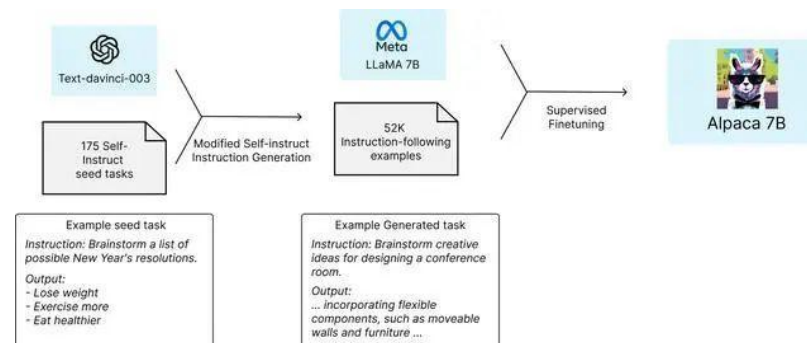 Text-davinci-003
175 Self-
Instruct
seed tasks
Modified Self-instruct
Instruction Generation
Meta
LLaMA 7B
52K
Instruction-following
examples
Supervised
Finetuning
Alpaca 7B
Example seed task
Instruction: Brainstorm a list of
possible New Year's resolutions.
Output:
- Lose weight
- Exercise more
- Eat healthier
Example Generated task
Instruction: Brainstorm creative
ideas for designing a conference
room.
Output:
... incorporating flexible
components, such as moveable
walls and furniture ...